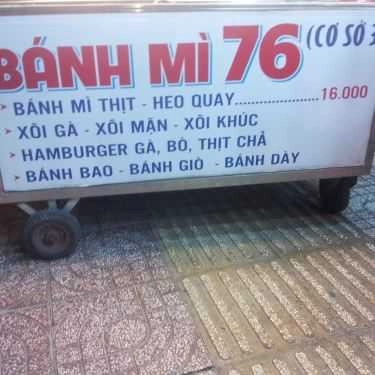 BÁNH MÌ 76 (CƠ SỞ 3
BÁNH MÌ THỊT - HEO QUAY....................16.000
XÔI GÀ - XÔI MẶN - XÔI KHÚC
HAMBURGER GÀ, BÒ, THỊT CHẢ
BÁNH BAO - BÁNH GIÒ - BÁNH DÀY